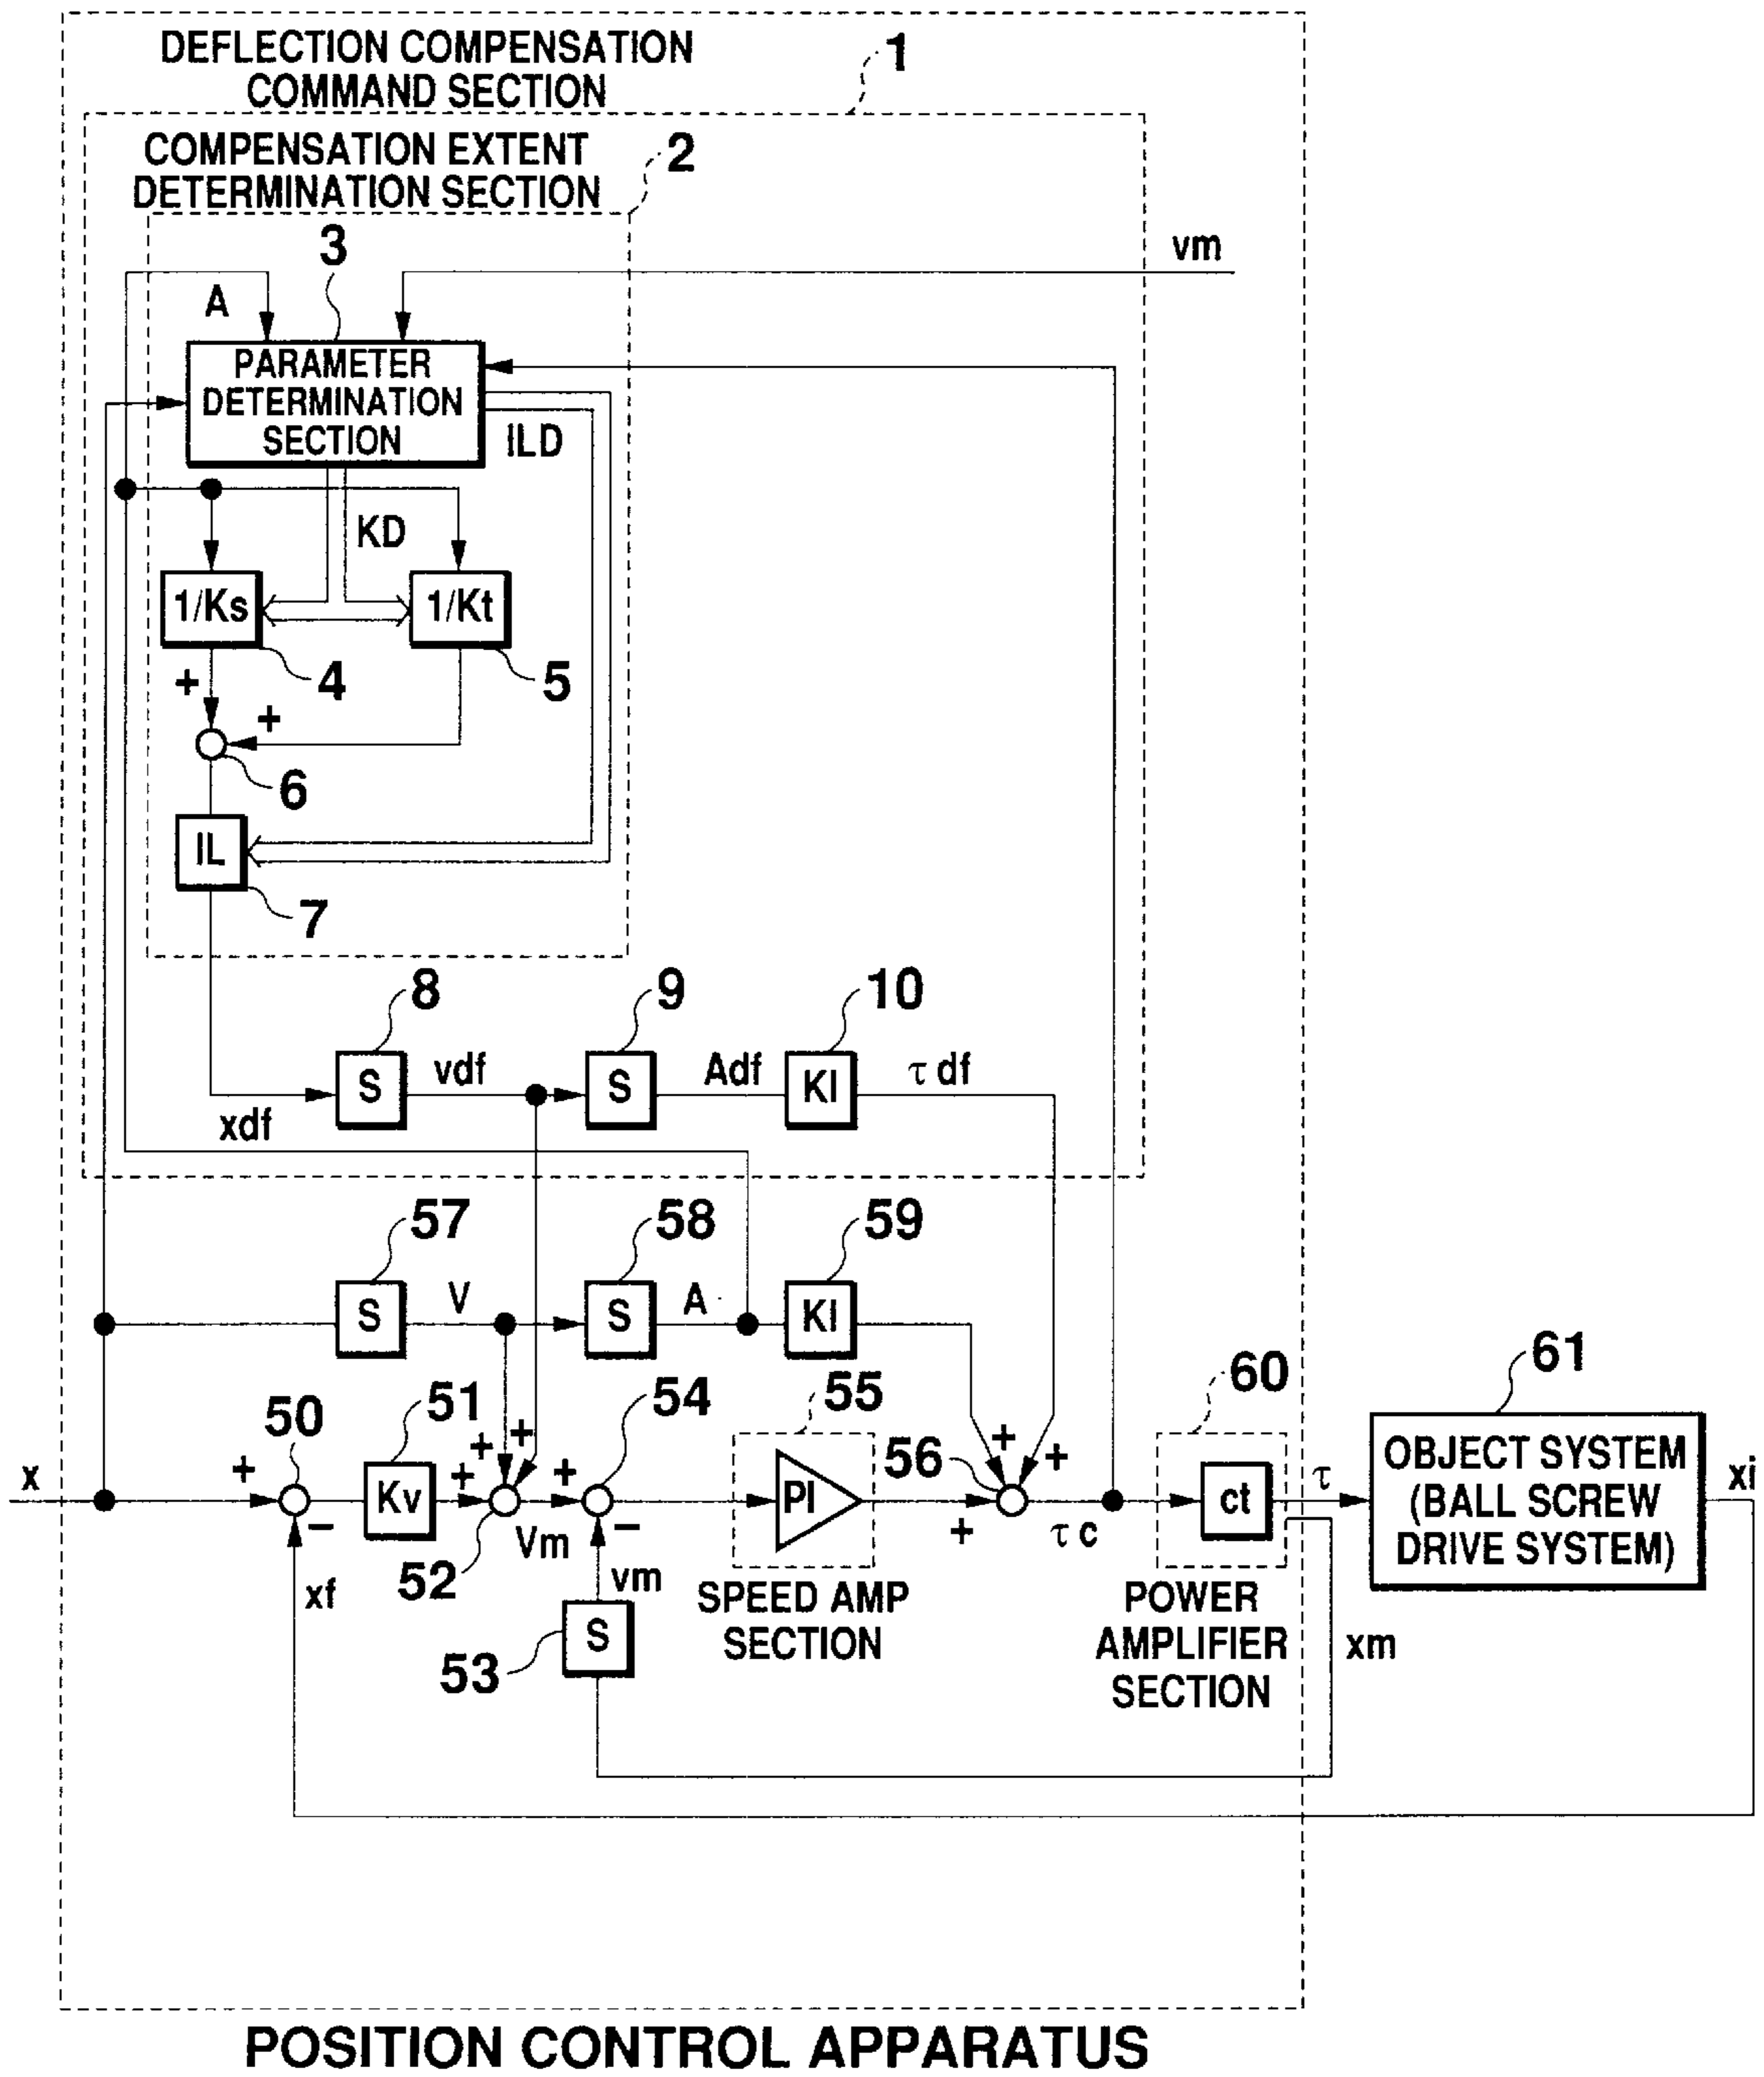 DEFLECTION COMPENSATION
COMMAND SECTION
1
COMPENSATION EXTENT
DETERMINATION SECTION
2
3
vm
A
PARAMETER
DETERMINATION
SECTION
ILD
KD
1/Ks
1/Kt
4
5
+
+
6
IL
7
8
9
10
S
vdf
S
Adf
KI
τ df
xdf
57
58
59
S
V
S
A
KI
50
51
54
55
60
61
x
+
−
Kv
+
+
+
52
Vm
+
−
PI
56
+
+
+
τ c
ct
τ
OBJECT SYSTEM
(BALL SCREW
DRIVE SYSTEM)
xi
xf
vm
S
53
SPEED AMP
SECTION
POWER
AMPLIFIER
SECTION
xm
POSITION CONTROL APPARATUS